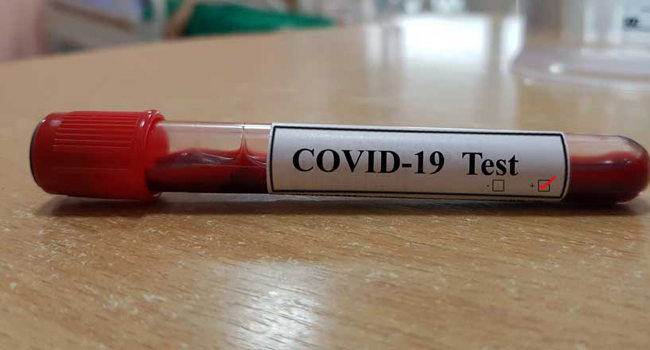 COVID-19 Test
- ☐ + ☑